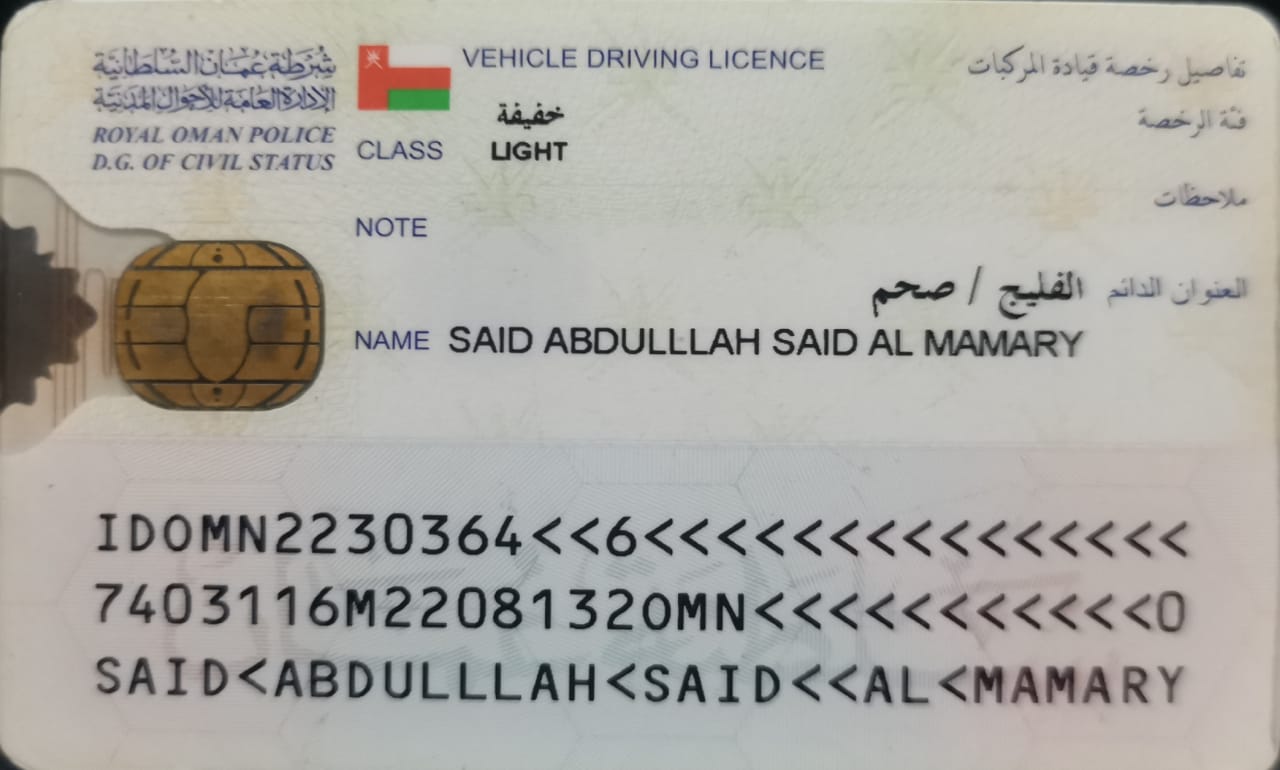 شرطة عمان السلطانية
الإدارة العامة للأحوال المدنية
ROYAL OMAN POLICE
D.G. OF CIVIL STATUS
VEHICLE DRIVING LICENCE
تفاصيل رخصة قيادة المركبات
خفيفة
فئة الرخصة
CLASS LIGHT
ملاحظات
NOTE
العنوان الدائم الفليج / صحم
NAME SAID ABDULLLAH SAID AL MAMARY
IDOMN2230364<<6<<<<<<<<<<<<<<<
7403116M2208132OMN<<<<<<<<<<<0
SAID<ABDULLLAH<SAID<<AL<MAMARY